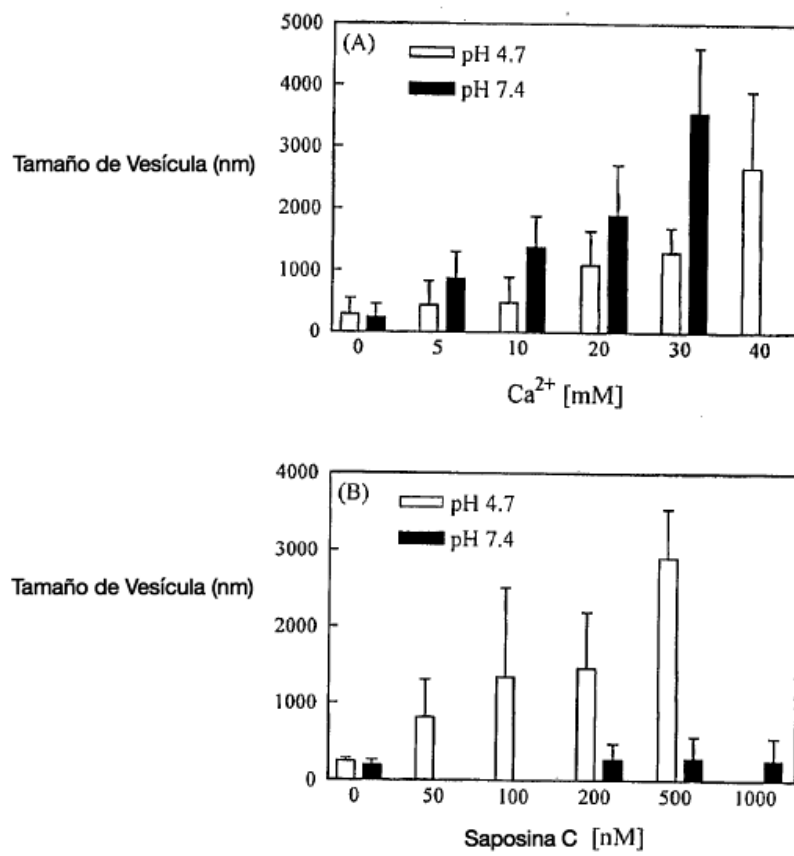 5000
(A)
pH 4.7
pH 7.4
4000
3000
Tamaño de Vesícula (nm)
2000
1000
0
0 5 10 20 30 40
Ca²⁺ [mM]
4000
(B)
pH 4.7
pH 7.4
3000
Tamaño de Vesícula (nm)
2000
1000
0
0 50 100 200 500 1000
Saposina C [nM]